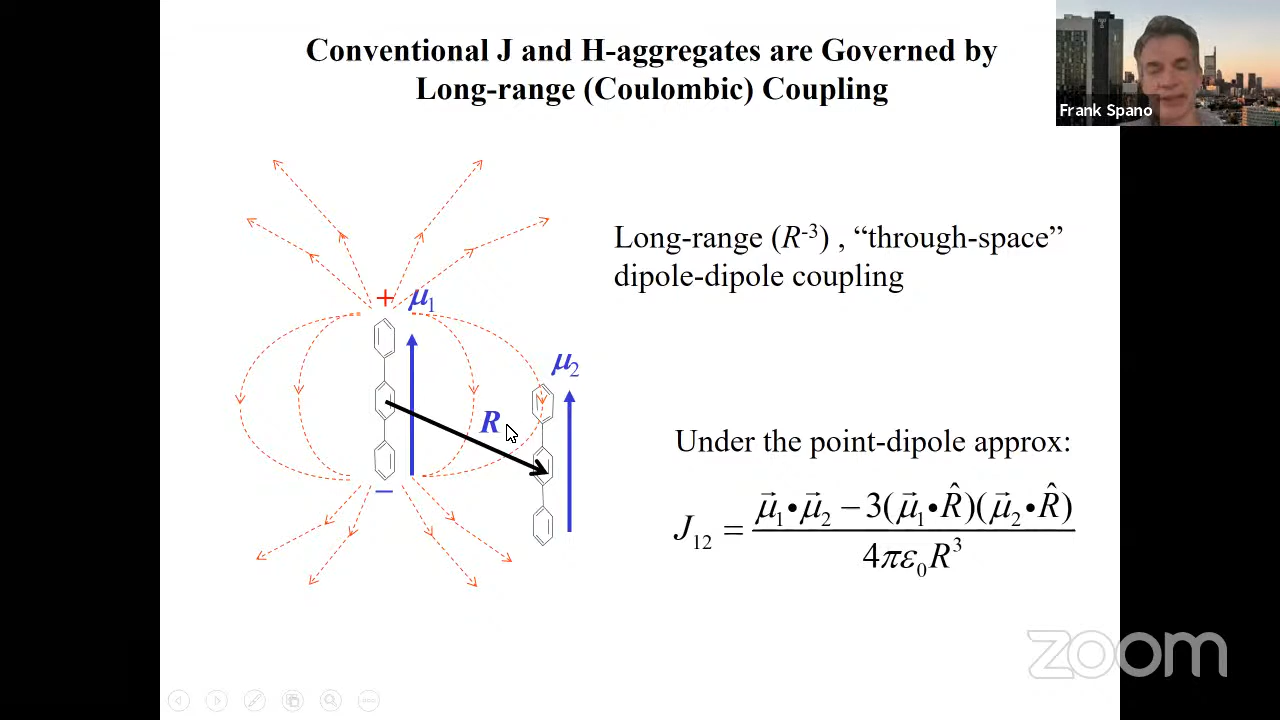 Conventional J and H-aggregates are Governed by
Long-range (Coulombic) Coupling
Frank Spano
Long-range (R⁻³) , “through-space”
dipole-dipole coupling
+
μ₁
μ₂
R
−
Under the point-dipole approx:
J₁₂ = (μ⃗₁•μ⃗₂ − 3(μ⃗₁•R̂)(μ⃗₂•R̂)) / (4πε₀R³)
zoom